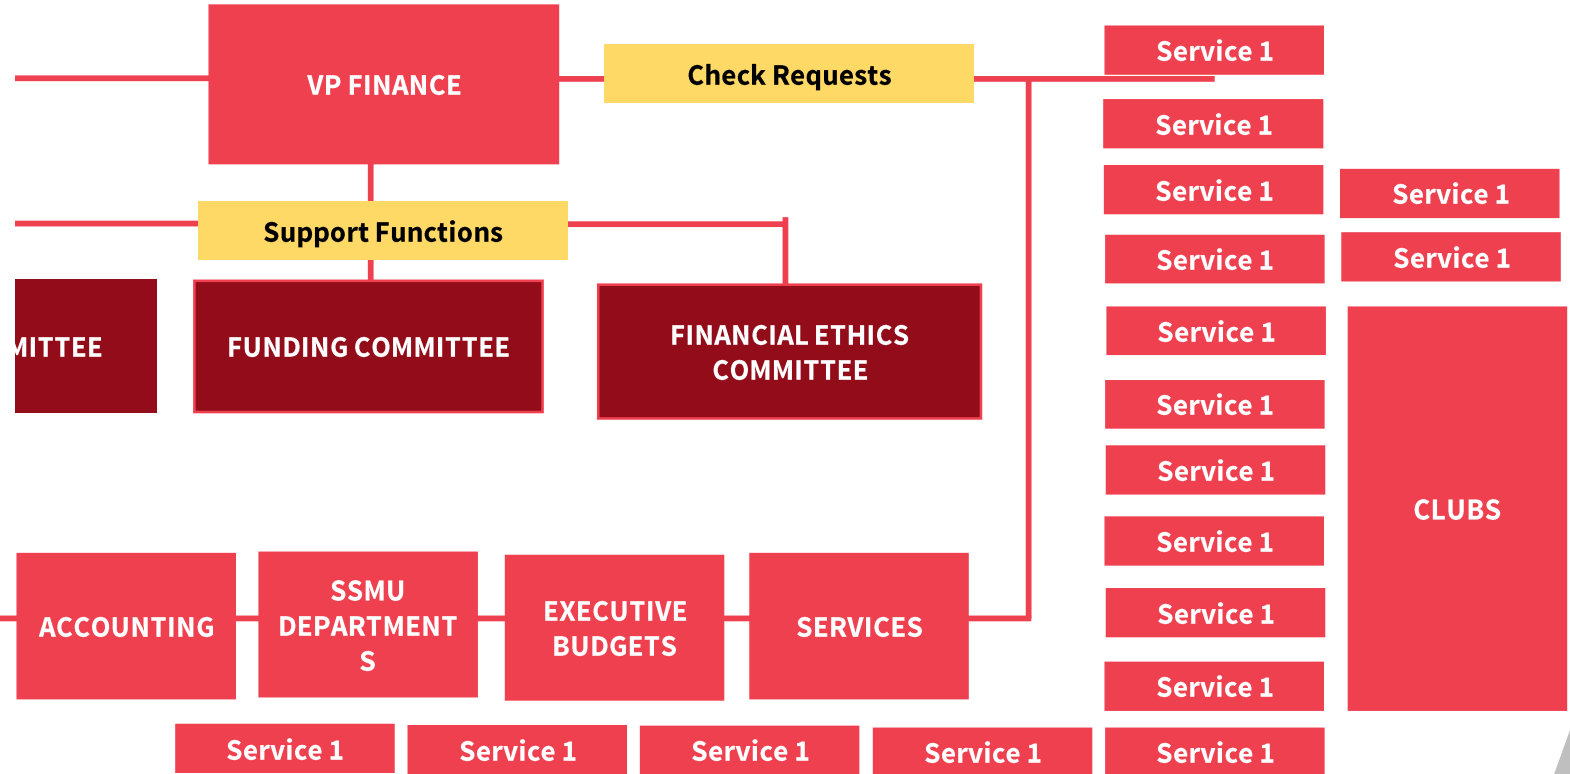 VP FINANCE
Check Requests
Service 1
Service 1
Service 1
Service 1
Support Functions
Service 1
Service 1
MITTEE
FUNDING COMMITTEE
FINANCIAL ETHICS
COMMITTEE
Service 1
Service 1
Service 1
CLUBS
Service 1
ACCOUNTING
SSMU
DEPARTMENT
S
EXECUTIVE
BUDGETS
SERVICES
Service 1
Service 1
Service 1
Service 1
Service 1
Service 1
Service 1